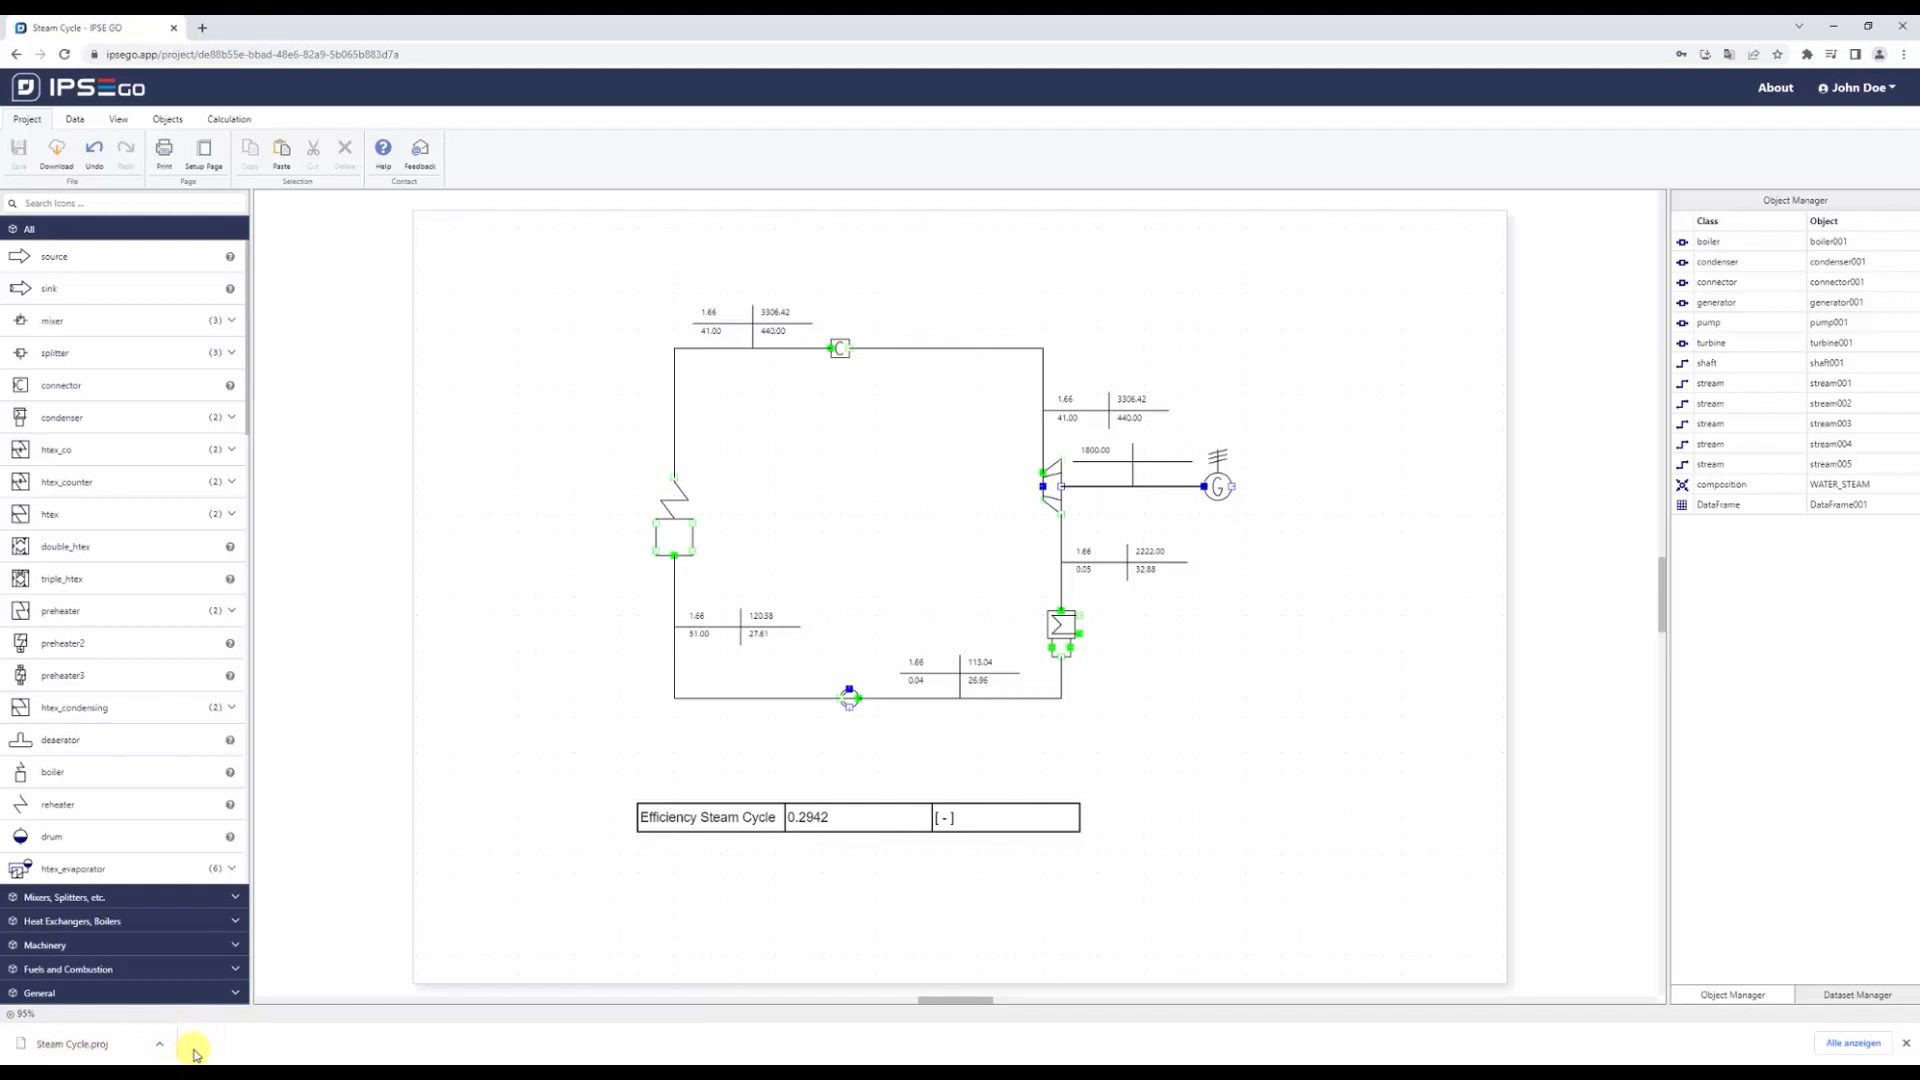 Steam Cycle - IPSE GO
ipsego.app/project/de88b55e-bbad-48e6-82a9-5b065b883d7a
IPSEGO
About
John Doe
Project Data View Objects Calculation
Save Download Undo Redo Print Setup Page Copy Paste Cut Delete Help Feedback
File Page Selection Contact
Search Icons ...
All
source
sink
mixer (3)
splitter (3)
connector
condenser (2)
htex_co (2)
htex_counter (2)
htex (2)
double_htex
triple_htex
preheater (2)
preheater2
preheater3
htex_condensing (2)
deaerator
boiler
reheater
drum
htex_evaporator (6)
Mixers, Splitters, etc.
Heat Exchangers, Boilers
Machinery
Fuels and Combustion
General
1.66 3306.42
41.00 440.00
C
1.66 3306.42
41.00 440.00
1800.00
G
1.66 2222.00
0.05 32.88
1.66 120.38
51.00 27.61
1.66 113.04
0.04 26.96
Efficiency Steam Cycle 0.2942 [ - ]
Object Manager
Class Object
boiler boiler001
condenser condenser001
connector connector001
generator generator001
pump pump001
turbine turbine001
shaft shaft001
stream stream001
stream stream002
stream stream003
stream stream004
stream stream005
composition WATER_STEAM
DataFrame DataFrame001
Object Manager Dataset Manager
95%
Steam Cycle.proj
Alle anzeigen